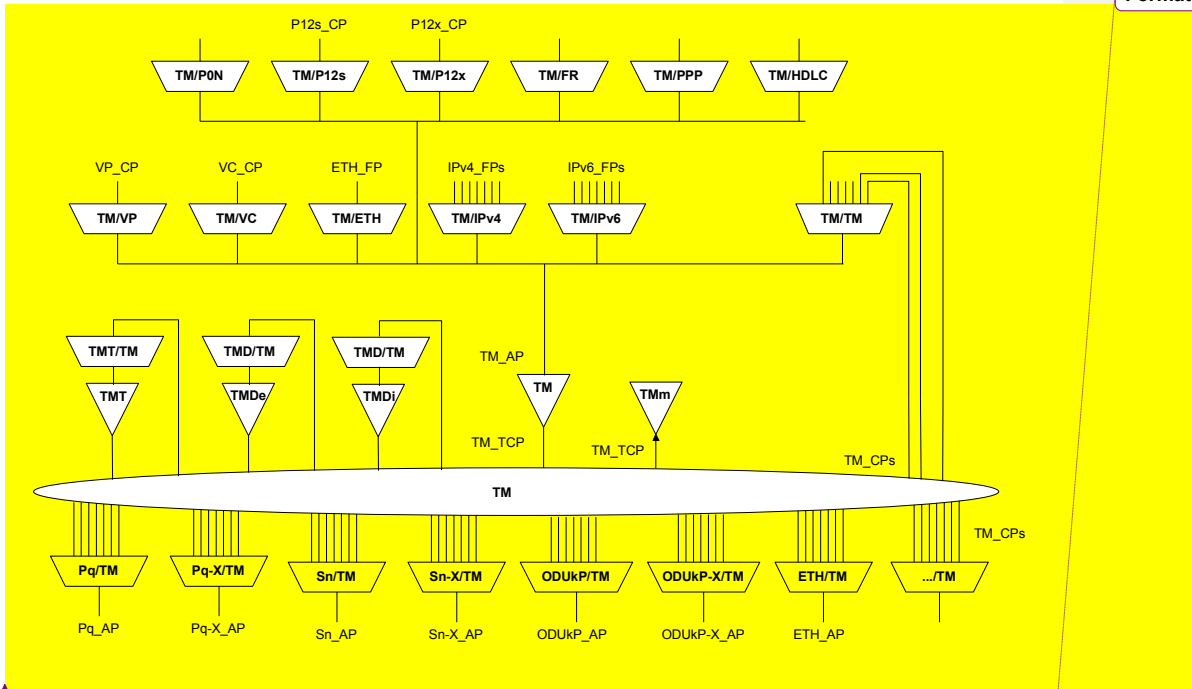 P12s_CP P12x_CP
TM/P0N TM/P12s TM/P12x TM/FR TM/PPP TM/HDLC
VP_CP VC_CP ETH_FP IPv4_FPs IPv6_FPs
TM/VP TM/VC TM/ETH TM/IPv4 TM/IPv6 TM/TM
TMT/TM TMD/TM TMD/TM
TM_AP
TMT TMDe TMDi TM TMm
TM_TCP TM_TCP
TM_CPs
TM
TM_CPs
Pq/TM Pq-X/TM Sn/TM Sn-X/TM ODUkP/TM ODUkP-X/TM ETH/TM .../TM
Pq_AP Pq-X_AP Sn_AP Sn-X_AP ODUkP_AP ODUkP-X_AP ETH_AP